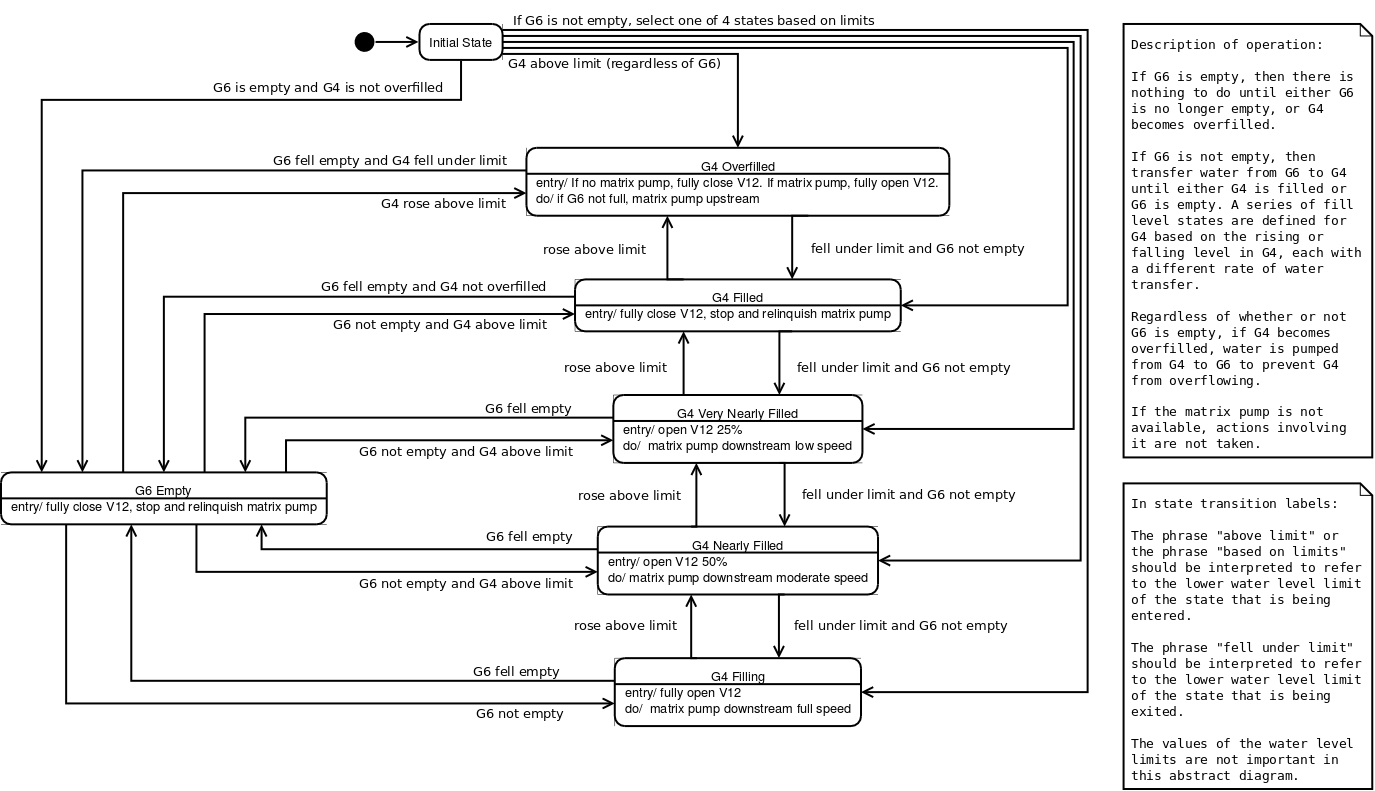 If G6 is not empty, select one of 4 states based on limits
Initial State
G4 above limit (regardless of G6)
G6 is empty and G4 is not overfilled
G6 fell empty and G4 fell under limit
G4 rose above limit
G4 Overfilled
entry/ If no matrix pump, fully close V12. If matrix pump, fully open V12.
do/ if G6 not full, matrix pump upstream
rose above limit
fell under limit and G6 not empty
G6 fell empty and G4 not overfilled
G6 not empty and G4 above limit
G4 Filled
entry/ fully close V12, stop and relinquish matrix pump
rose above limit
fell under limit and G6 not empty
G6 fell empty
G6 not empty and G4 above limit
G4 Very Nearly Filled
entry/ open V12 25%
do/  matrix pump downstream low speed
G6 Empty
entry/ fully close V12, stop and relinquish matrix pump
rose above limit
fell under limit and G6 not empty
G6 fell empty
G6 not empty and G4 above limit
G4 Nearly Filled
entry/ open V12 50%
do/ matrix pump downstream moderate speed
rose above limit
fell under limit and G6 not empty
G6 fell empty
G6 not empty
G4 Filling
entry/ fully open V12
do/  matrix pump downstream full speed
Description of operation:
If G6 is empty, then there is
nothing to do until either G6
is no longer empty, or G4
becomes overfilled.
If G6 is not empty, then
transfer water from G6 to G4
until either G4 is filled or
G6 is empty. A series of fill
level states are defined for
G4 based on the rising or
falling level in G4, each with
a different rate of water
transfer.
Regardless of whether or not
G6 is empty, if G4 becomes
overfilled, water is pumped
from G4 to G6 to prevent G4
from overflowing.
If the matrix pump is not
available, actions involving
it are not taken.
In state transition labels:
The phrase "above limit" or
the phrase "based on limits"
should be interpreted to refer
to the lower water level limit
of the state that is being
entered.
The phrase "fell under limit"
should be interpreted to refer
to the lower water level limit
of the state that is being
exited.
The values of the water level
limits are not important in
this abstract diagram.